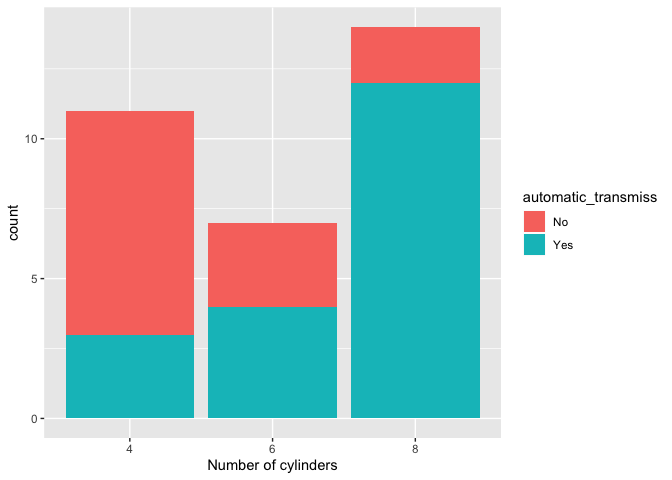 count
10
5
0
4
6
8
Number of cylinders
automatic_transmiss
No
Yes